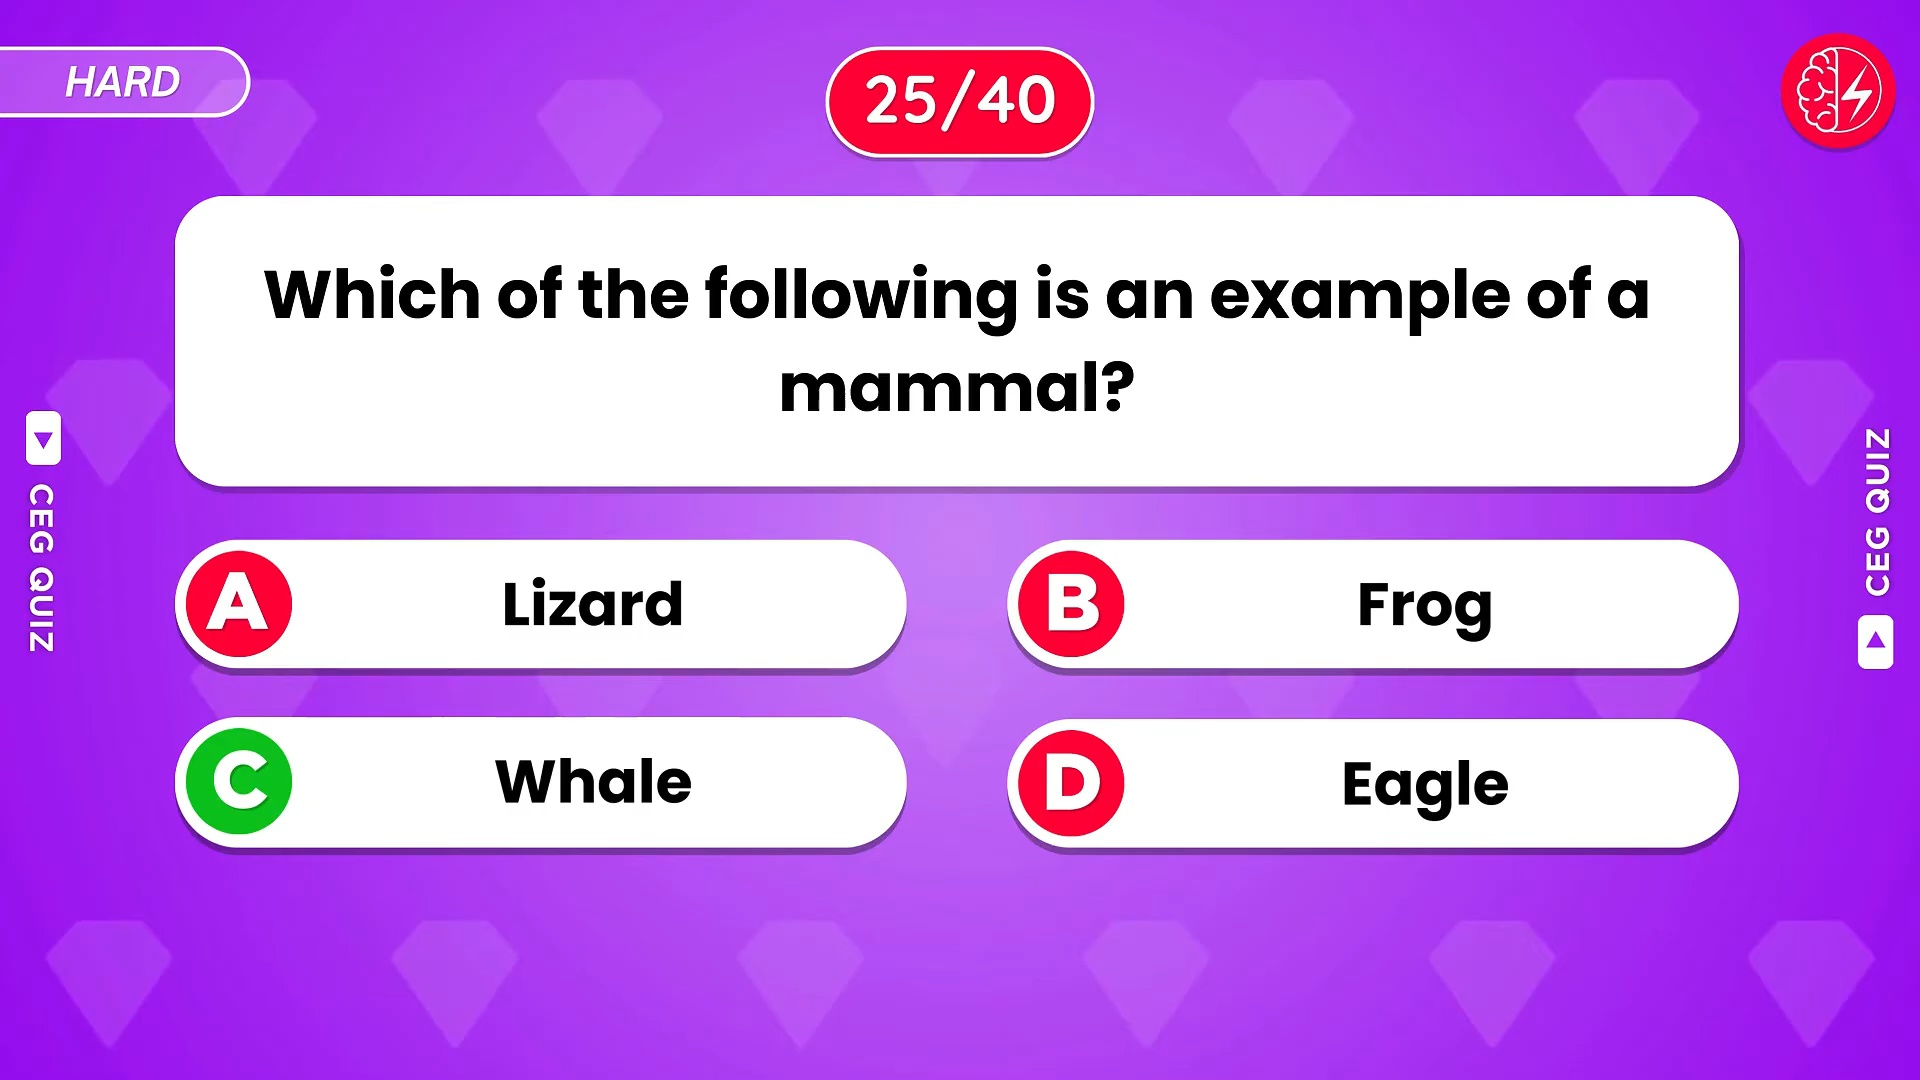 HARD
25/40
Which of the following is an example of a
mammal?
A Lizard
B Frog
C Whale
D Eagle
CEG QUIZ
CEG QUIZ